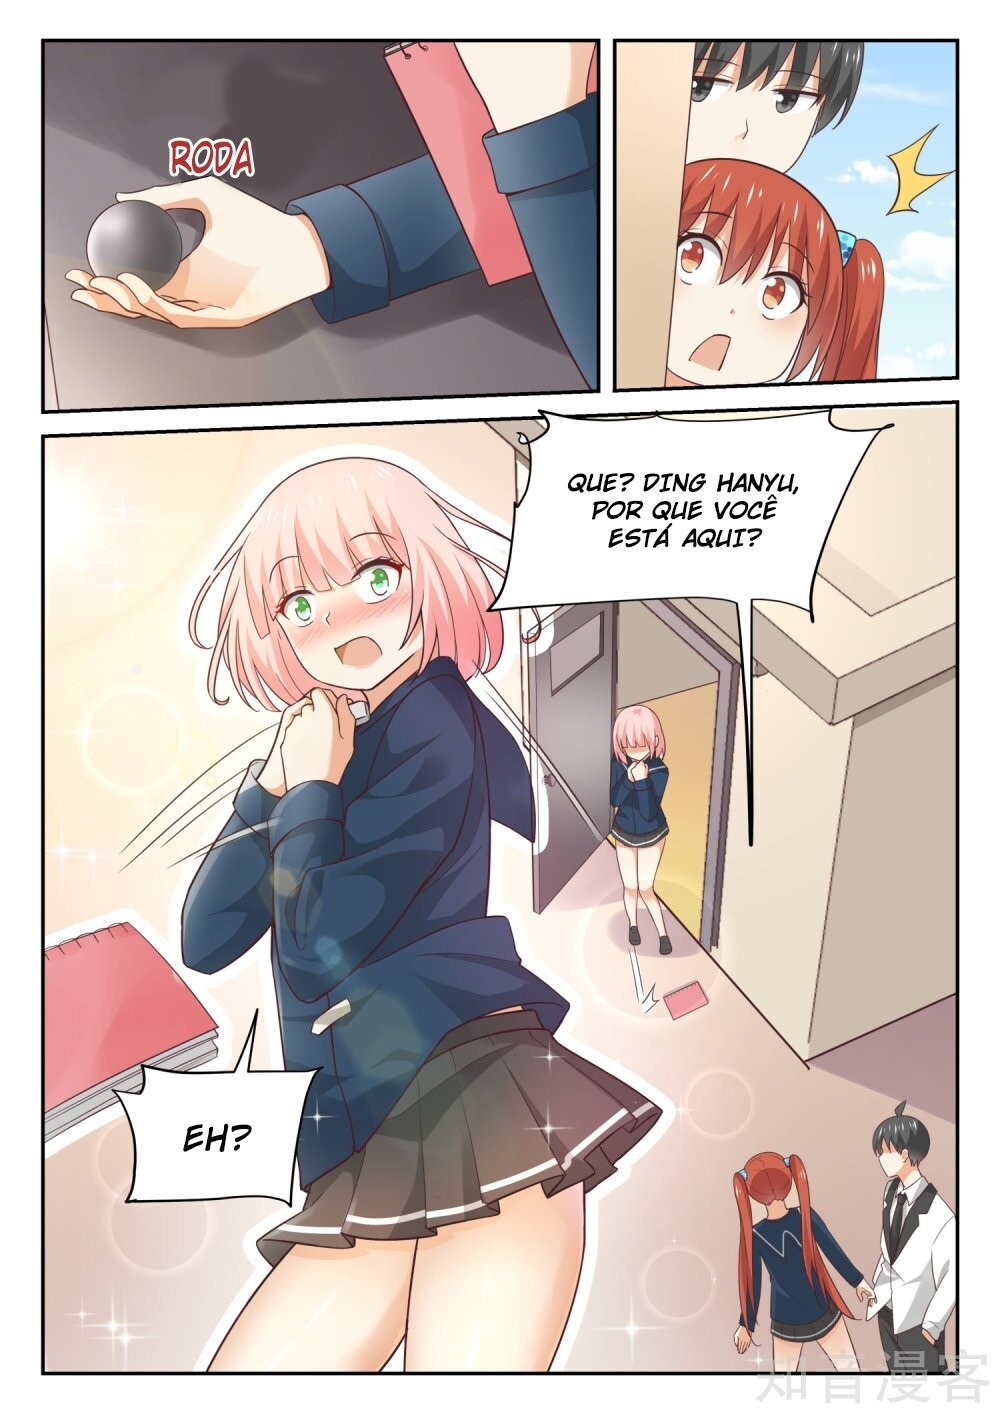 RODA
QUE? DING HANYU,
POR QUE VOCÊ
ESTÁ AQUI?
EH?
知音漫客